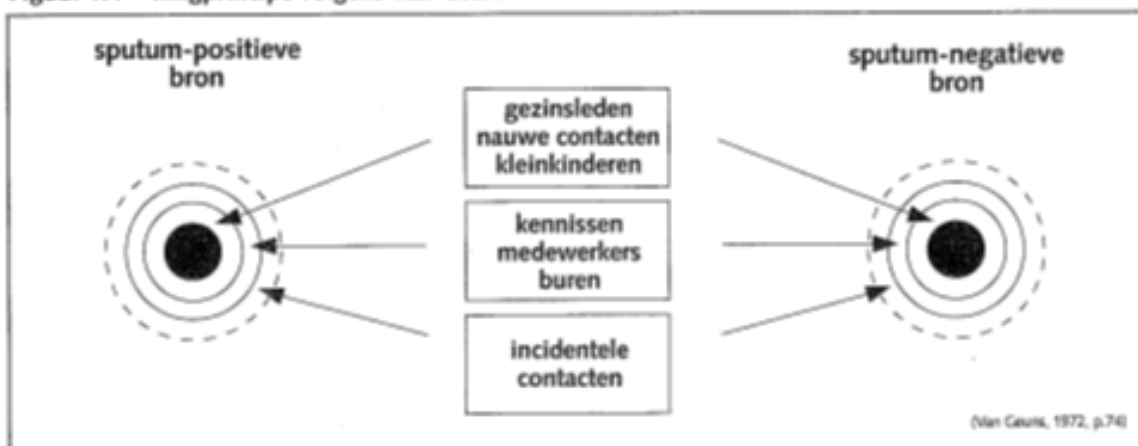 sputum-positieve
bron
sputum-negatieve
bron
gezinsleden
nauwe contacten
kleinkinderen
kennissen
medewerkers
buren
incidentele
contacten
(Van Geuns, 1972, p.74)